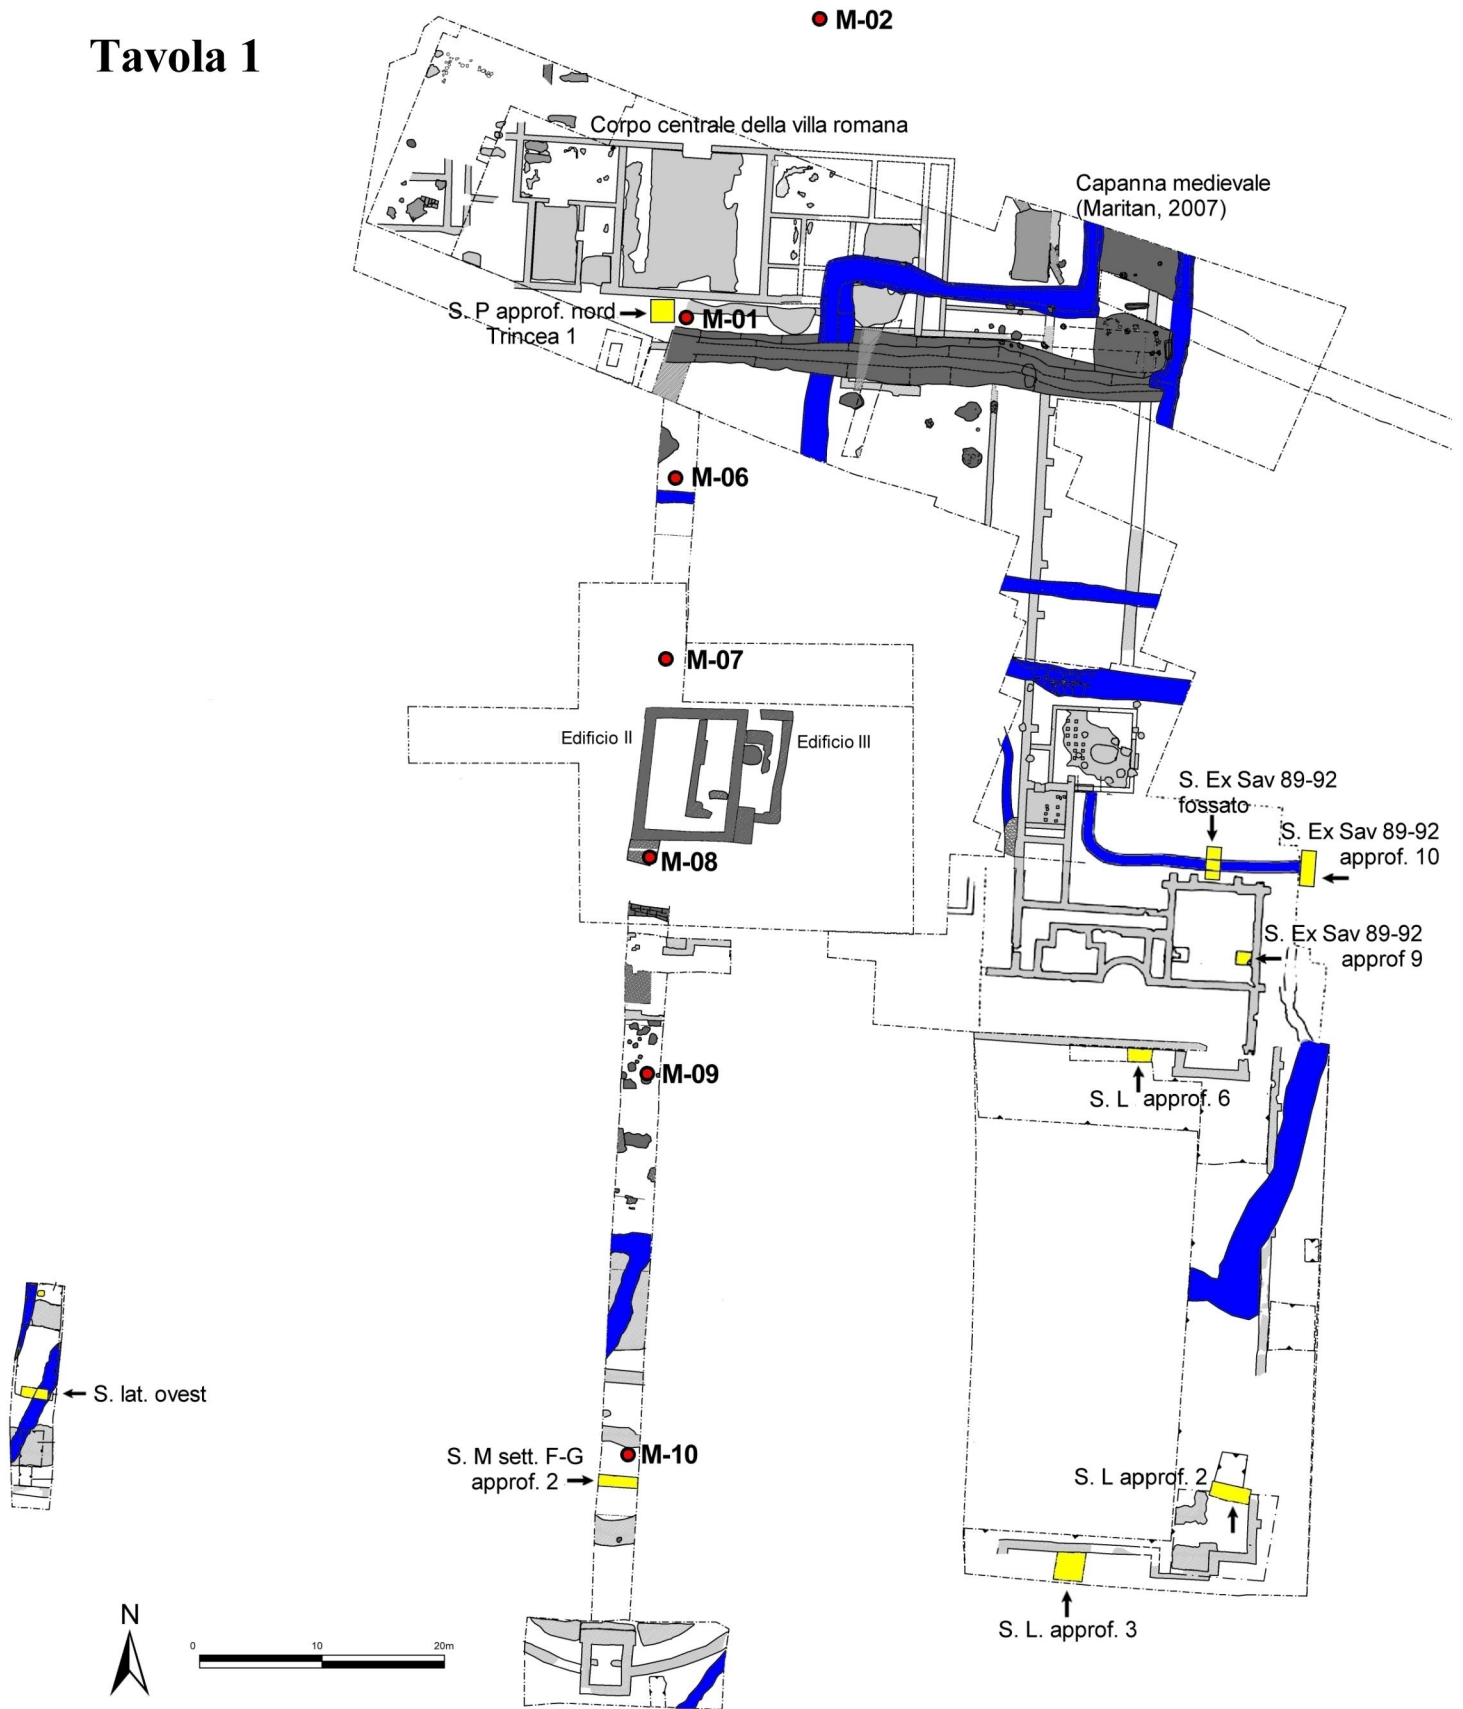 Tavola 1
M-02
Corpo centrale della villa romana
Capanna medievale
(Maritan, 2007)
S. P approf. nord
Trincea 1
M-01
M-06
M-07
Edificio II
Edificio III
S. Ex Sav 89-92
fossato
S. Ex Sav 89-92
approf. 10
M-08
S. Ex Sav 89-92
approf 9
M-09
S. L approf. 6
S. lat. ovest
M-10
S. M sett. F-G
approf. 2
S. L approf. 2
S. L. approf. 3
N
0 10 20m